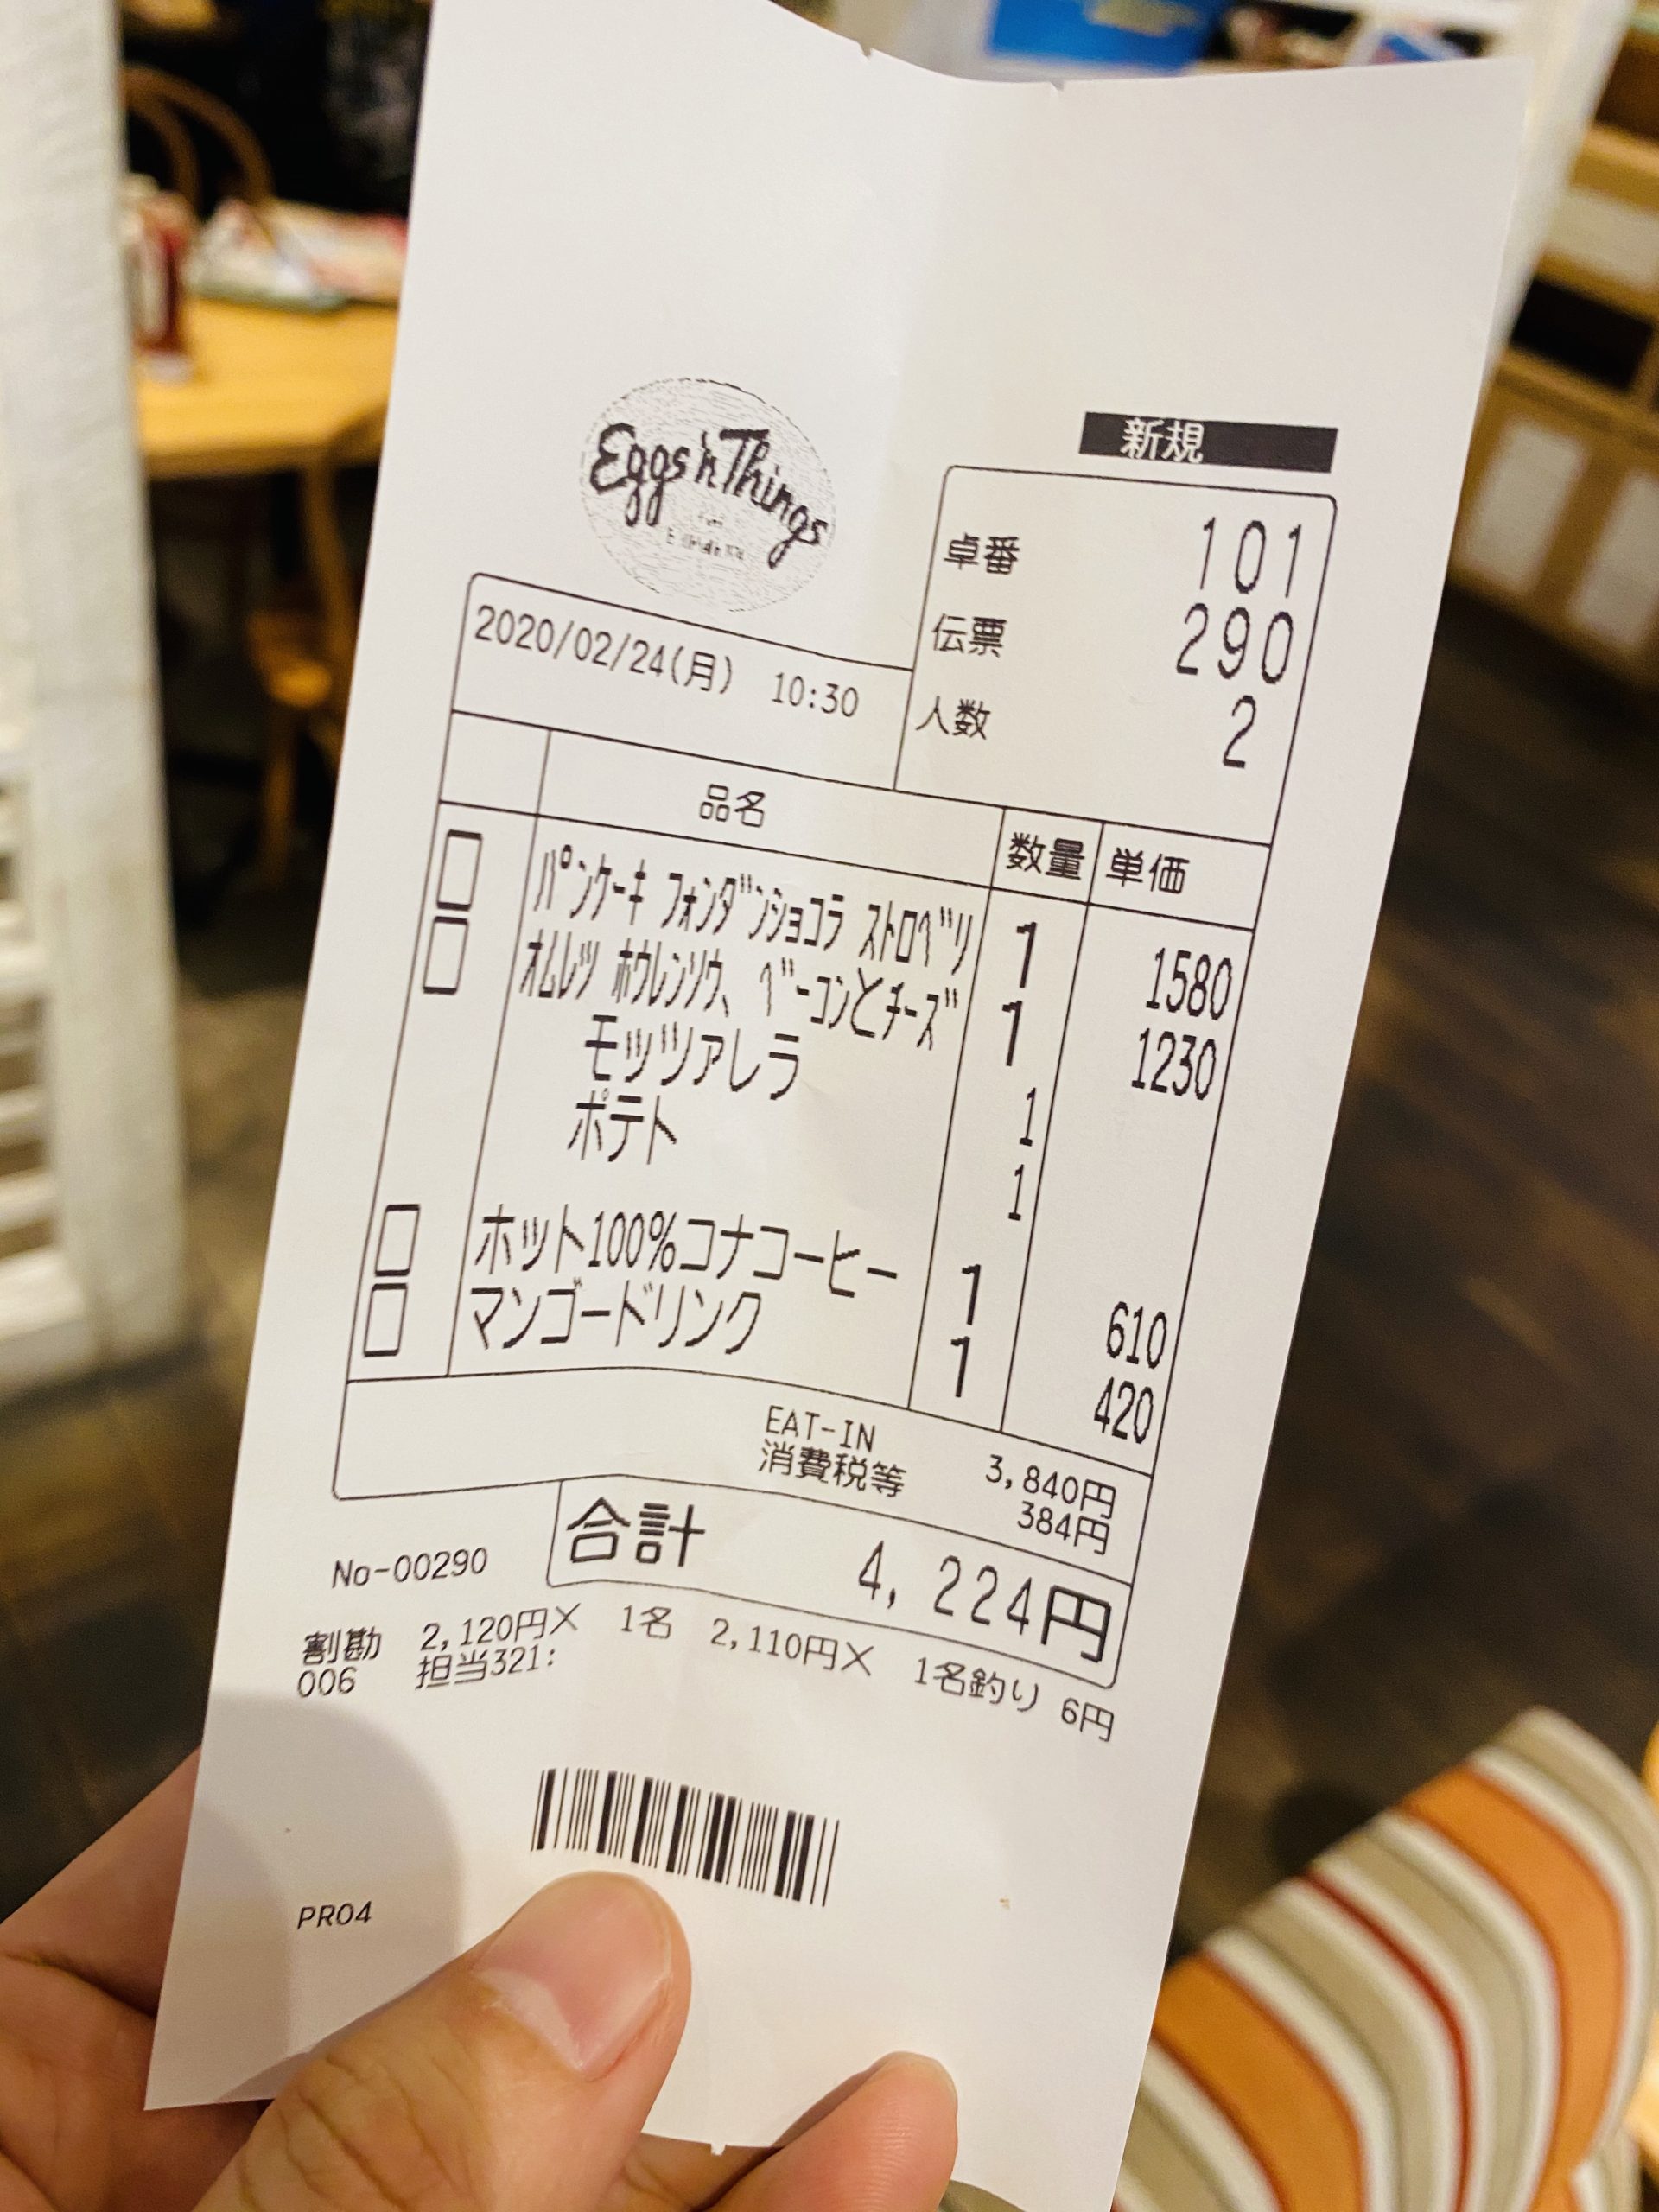 新規
Eggs 'n Things
卓番 101
伝票 290
人数 2
2020/02/24(月) 10:30
品名 数量 単価
ﾊﾟﾝｹｰｷ ﾌｫﾝﾀﾞﾝｼｮｺﾗ ｽﾄﾛﾍﾞﾘ 1 1580
ｵﾑﾚﾂ ﾎｳﾚﾝｿｳ、ﾍﾞｰｺﾝとﾁｰｽﾞ 1 1230
モッツァレラ 1
ポテト 1
ホット100%コナコーヒー 1 610
マンゴードリンク 1 420
EAT-IN 3,840円
消費税等 384円
合計 4,224円
No-00290
割勘 2,120円× 1名 2,110円× 1名釣り 6円
006 担当321:
PR04